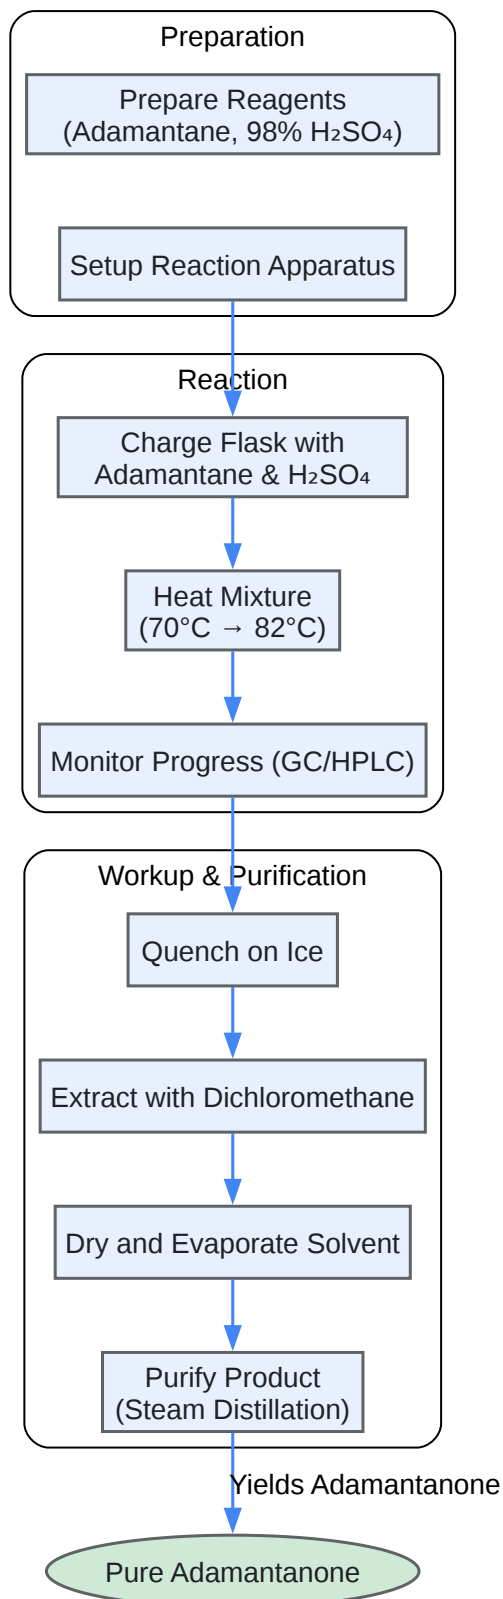 Preparation
Prepare Reagents
(Adamantane, 98% H₂SO₄)
Setup Reaction Apparatus
Reaction
Charge Flask with
Adamantane & H₂SO₄
Heat Mixture
(70°C → 82°C)
Monitor Progress (GC/HPLC)
Workup & Purification
Quench on Ice
Extract with Dichloromethane
Dry and Evaporate Solvent
Purify Product
(Steam Distillation)
Yields Adamantanone
Pure Adamantanone